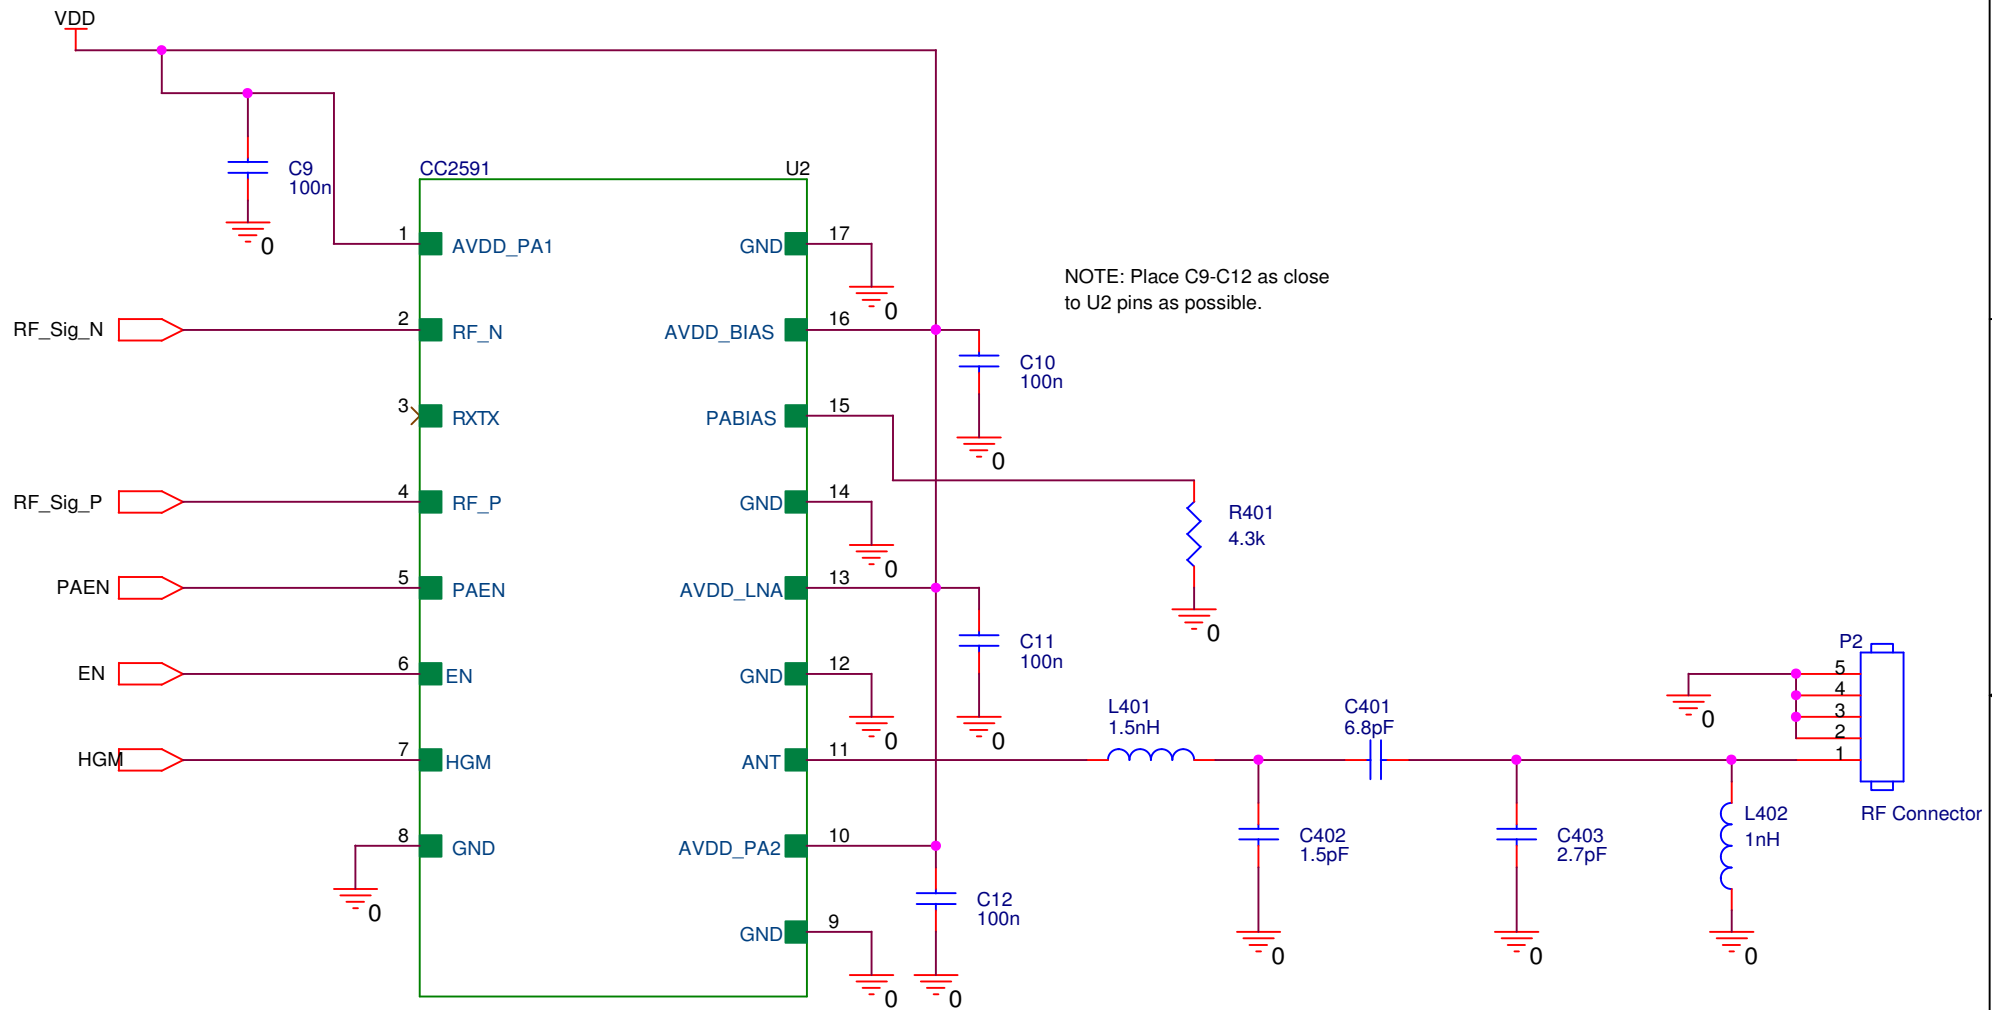 VDD
C9
100n
0
CC2591
U2
1
AVDD_PA1
GND
17
0
NOTE: Place C9-C12 as close
to U2 pins as possible.
RF_Sig_N
2
RF_N
AVDD_BIAS
16
C10
100n
0
3
RXTX
PABIAS
15
R401
4.3k
0
RF_Sig_P
4
RF_P
GND
14
0
PAEN
5
PAEN
AVDD_LNA
13
C11
100n
0
EN
6
EN
GND
12
0
HGM
7
HGM
ANT
11
L401
1.5nH
C401
6.8pF
P2
5
4
3
2
1
0
RF Connector
C402
1.5pF
0
C403
2.7pF
0
L402
1nH
0
8
GND
0
AVDD_PA2
10
C12
100n
0
GND
9
0